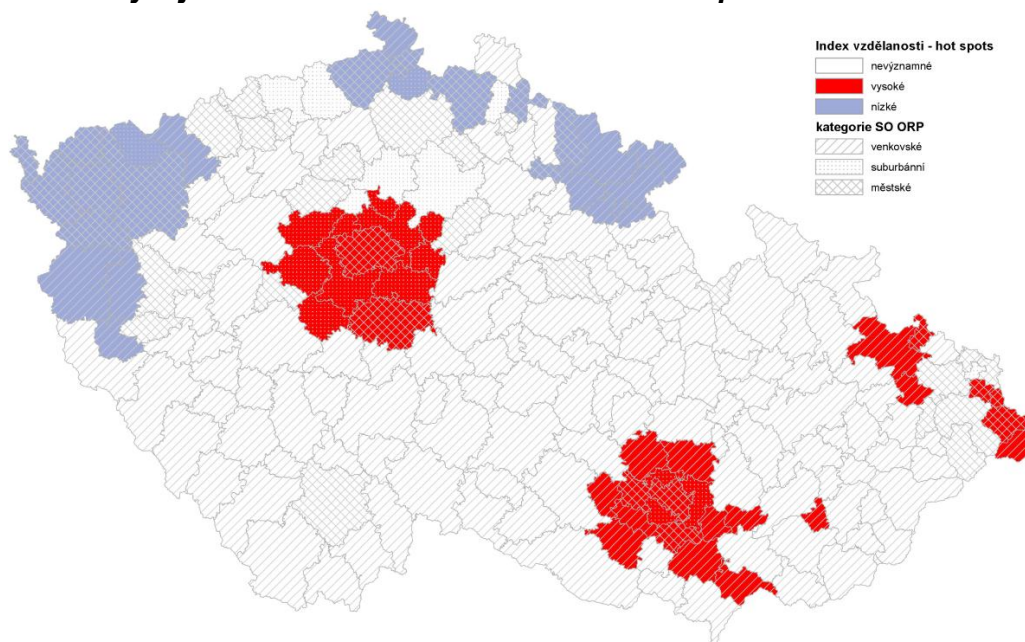 Index vzdělanosti - hot spots
nevýznamné
vysoké
nízké
kategorie SO ORP
venkovské
suburbánní
městské